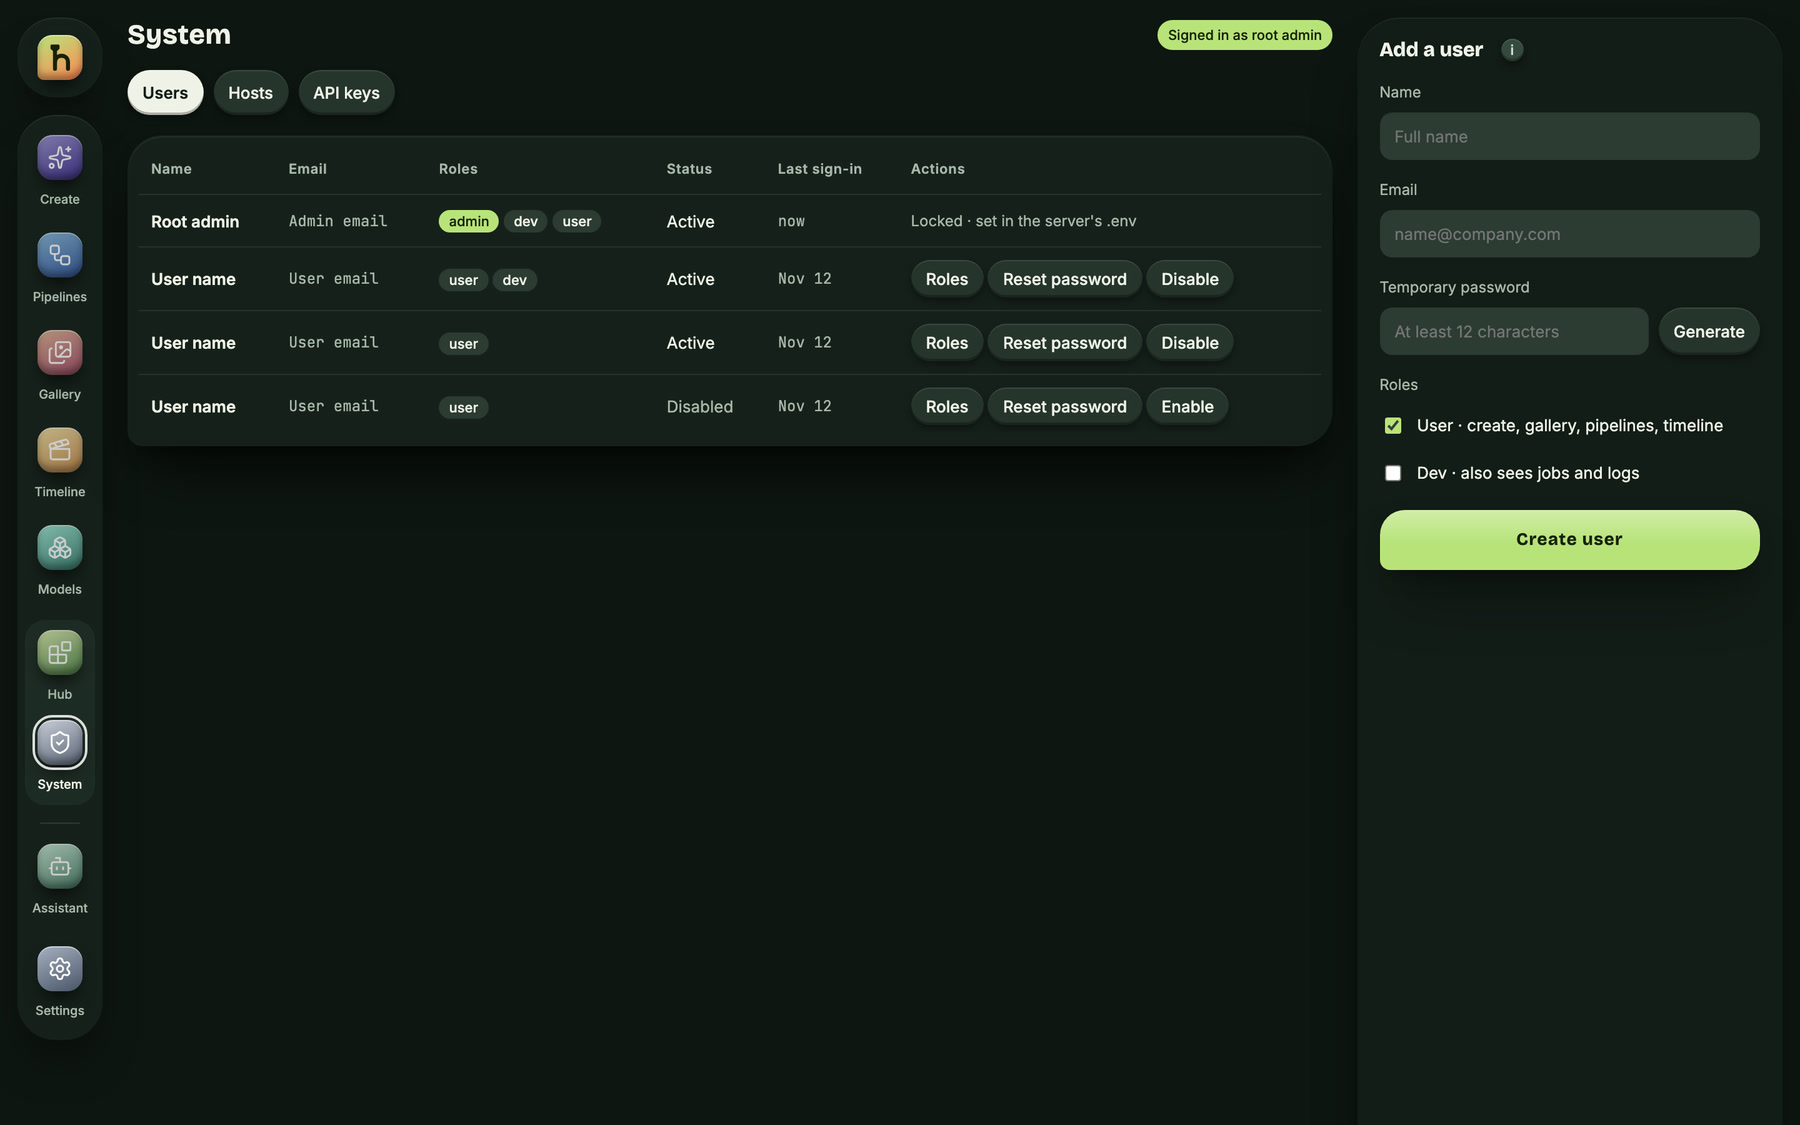 h
Create
Pipelines
Gallery
Timeline
Models
Hub
System
Assistant
Settings
System
Signed in as root admin
Users Hosts API keys
Name Email Roles Status Last sign-in Actions
Root admin Admin email admin dev user Active now Locked · set in the server's .env
User name User email user dev Active Nov 12 Roles Reset password Disable
User name User email user Active Nov 12 Roles Reset password Disable
User name User email user Disabled Nov 12 Roles Reset password Enable
Add a user i
Name
Full name
Email
name@company.com
Temporary password
At least 12 characters Generate
Roles
User · create, gallery, pipelines, timeline
Dev · also sees jobs and logs
Create user